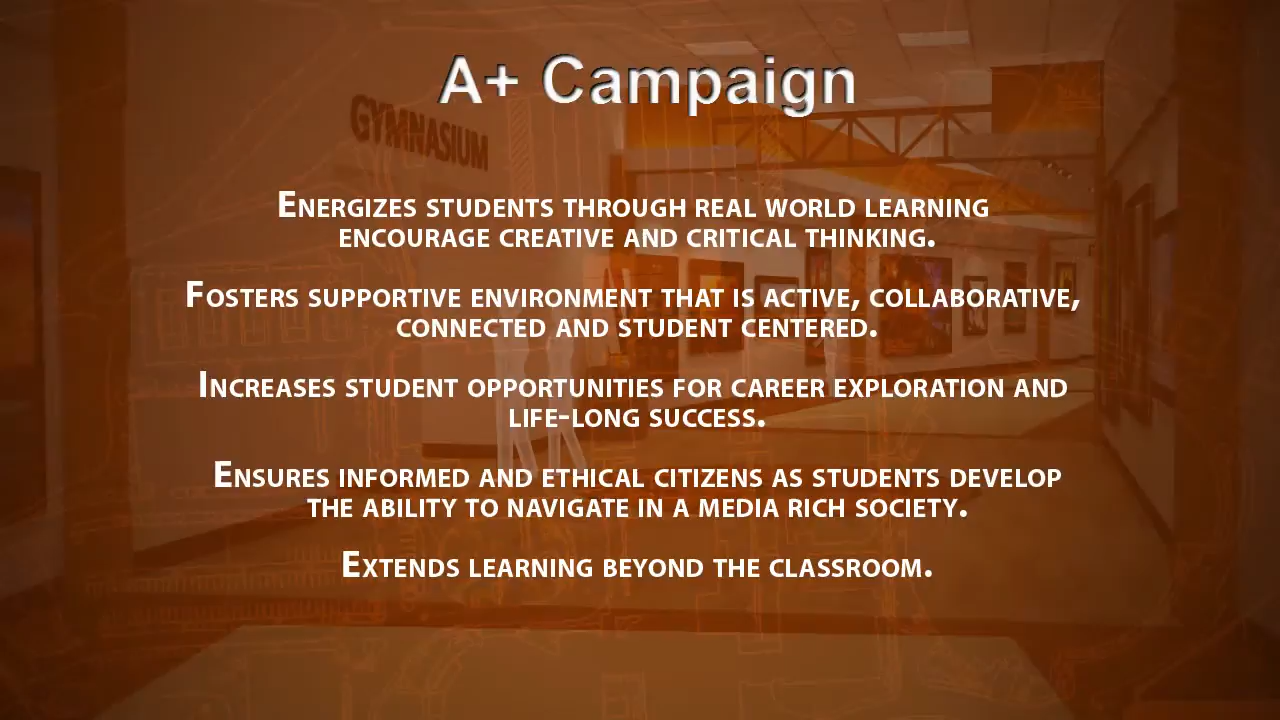 A+ Campaign
GYMNASIUM
Energizes students through real world learning
encourage creative and critical thinking.
Fosters supportive environment that is active, collaborative,
connected and student centered.
Increases student opportunities for career exploration and
life-long success.
Ensures informed and ethical citizens as students develop
the ability to navigate in a media rich society.
Extends learning beyond the classroom.